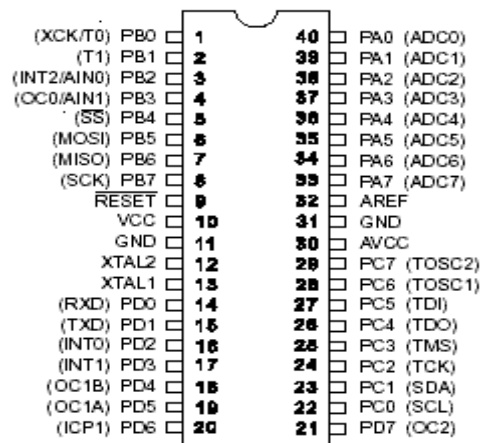 (XCK/T0) PB0 1 40 PA0 (ADC0)
(T1) PB1 2 39 PA1 (ADC1)
(INT2/AIN0) PB2 3 38 PA2 (ADC2)
(OC0/AIN1) PB3 4 37 PA3 (ADC3)
(SS) PB4 5 36 PA4 (ADC4)
(MOSI) PB5 6 35 PA5 (ADC5)
(MISO) PB6 7 34 PA6 (ADC6)
(SCK) PB7 8 33 PA7 (ADC7)
RESET 9 32 AREF
VCC 10 31 GND
GND 11 30 AVCC
XTAL2 12 29 PC7 (TOSC2)
XTAL1 13 28 PC6 (TOSC1)
(RXD) PD0 14 27 PC5 (TDI)
(TXD) PD1 15 26 PC4 (TDO)
(INT0) PD2 16 25 PC3 (TMS)
(INT1) PD3 17 24 PC2 (TCK)
(OC1B) PD4 18 23 PC1 (SDA)
(OC1A) PD5 19 22 PC0 (SCL)
(ICP1) PD6 20 21 PD7 (OC2)